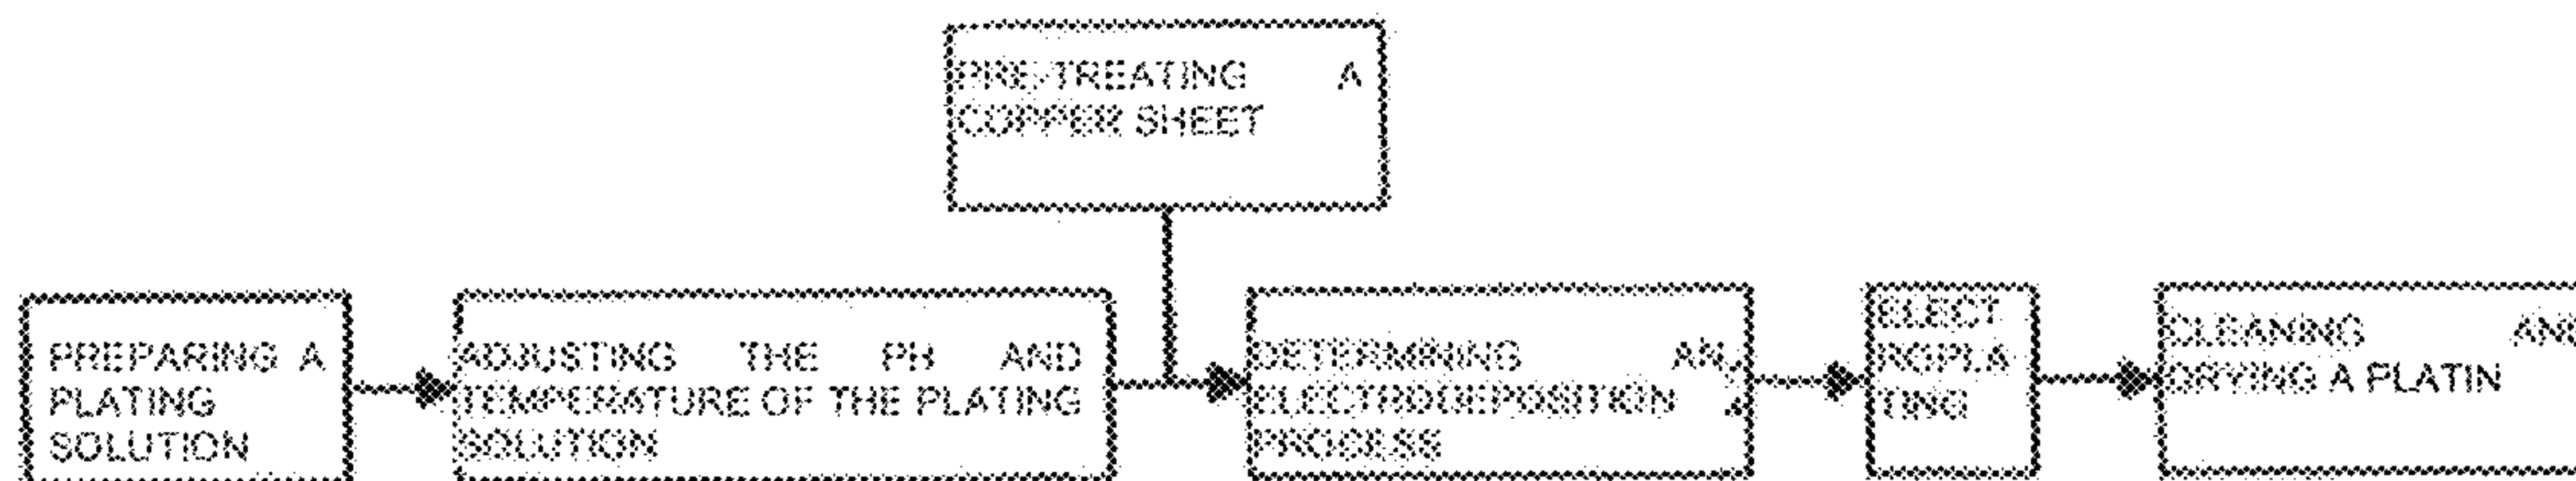 PRE-TREATING A
COPPER SHEET
PREPARING A
PLATING
SOLUTION
ADJUSTING THE PH AND
TEMPERATURE OF THE PLATING
SOLUTION
DETERMINING AN
ELECTRODEPOSITION
PROCESS
ELECT
ROPLA
TING
CLEANING AND
DRYING A PLATIN